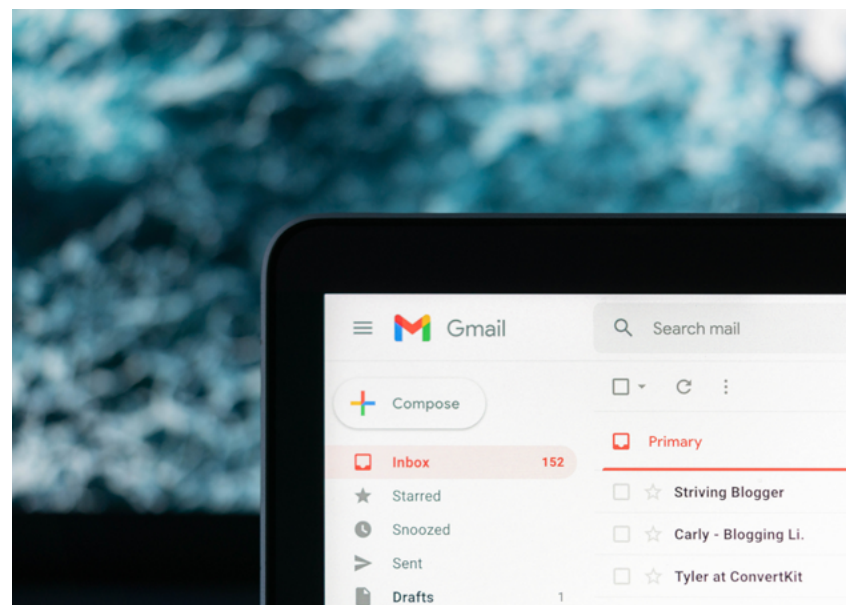 Gmail
Search mail
Compose
Primary
Inbox 152
Starred
Striving Blogger
Snoozed
Carly - Blogging Li.
Sent
Tyler at ConvertKit
Drafts 1